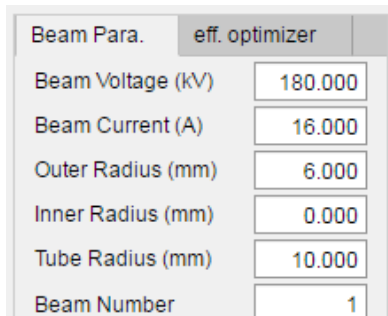 Beam Para. eff. optimizer
Beam Voltage (kV) 180.000
Beam Current (A) 16.000
Outer Radius (mm) 6.000
Inner Radius (mm) 0.000
Tube Radius (mm) 10.000
Beam Number 1